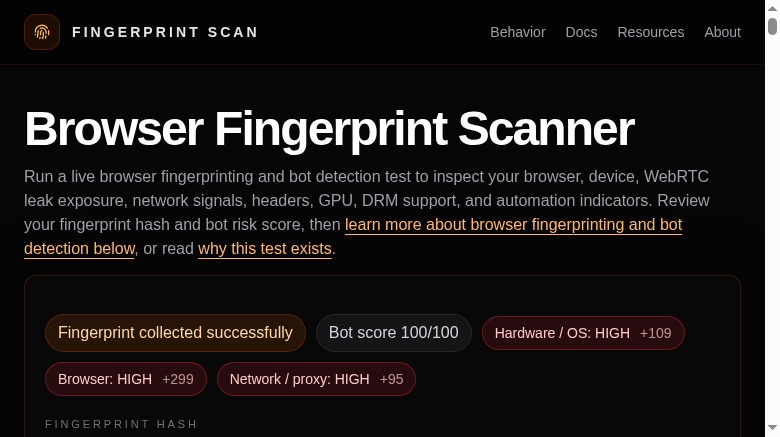 FINGERPRINT SCAN
Behavior Docs Resources About
Browser Fingerprint Scanner
Run a live browser fingerprinting and bot detection test to inspect your browser, device, WebRTC
leak exposure, network signals, headers, GPU, DRM support, and automation indicators. Review
your fingerprint hash and bot risk score, then learn more about browser fingerprinting and bot
detection below, or read why this test exists.
Fingerprint collected successfully Bot score 100/100 Hardware / OS: HIGH +109
Browser: HIGH +299 Network / proxy: HIGH +95
FINGERPRINT HASH